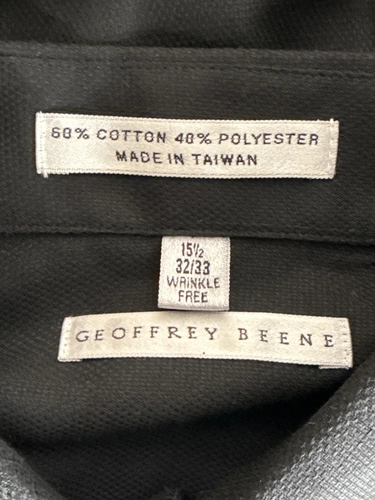 60% COTTON 40% POLYESTER
MADE IN TAIWAN
15½
32/33
WRINKLE
FREE
GEOFFREY BEENE